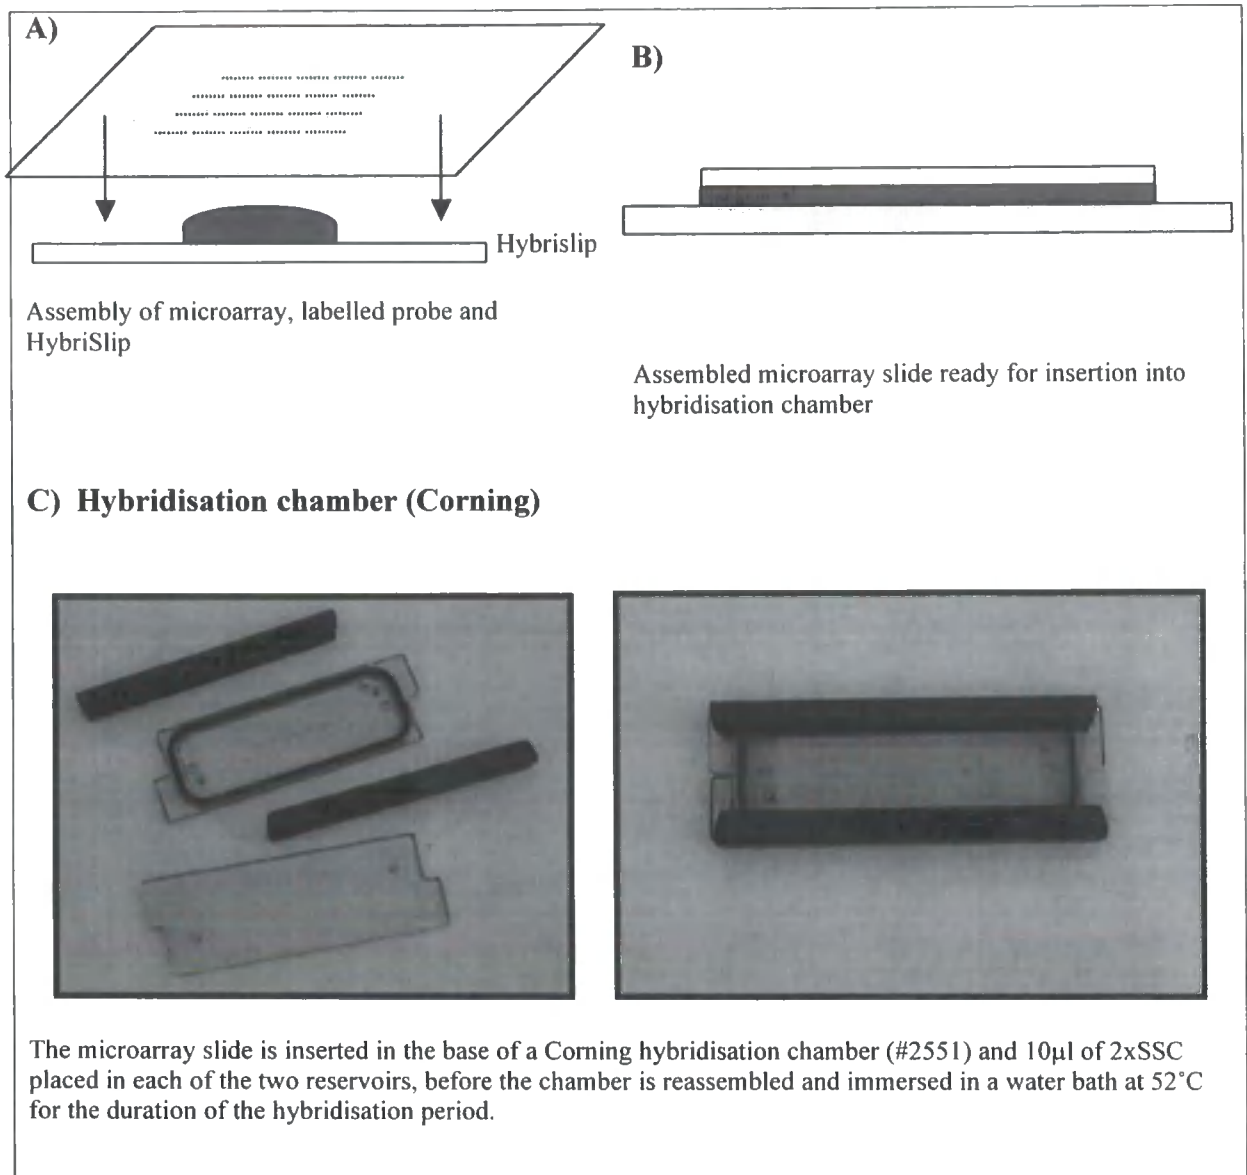 A)
Hybrislip
Assembly of microarray, labelled probe and
HybriSlip
B)
Assembled microarray slide ready for insertion into
hybridisation chamber
C) Hybridisation chamber (Corning)
The microarray slide is inserted in the base of a Corning hybridisation chamber (#2551) and 10µl of 2xSSC
placed in each of the two reservoirs, before the chamber is reassembled and immersed in a water bath at 52˚C
for the duration of the hybridisation period.